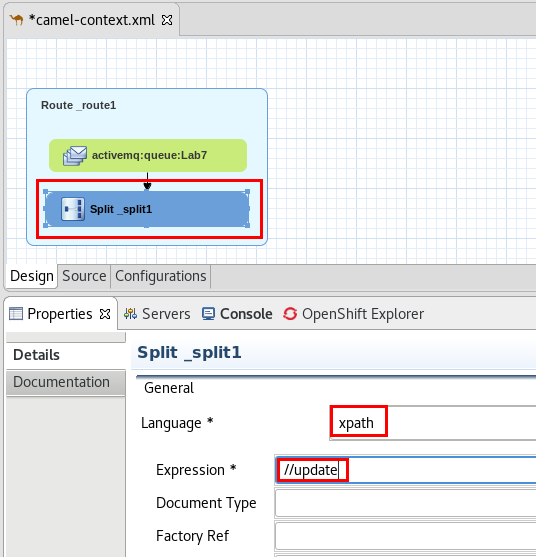 *camel-context.xml
Route _route1
activemq:queue:Lab7
Split _split1
Design Source Configurations
Properties Servers Console OpenShift Explorer
Details
Documentation
Split _split1
General
Language * xpath
Expression * //update
Document Type
Factory Ref